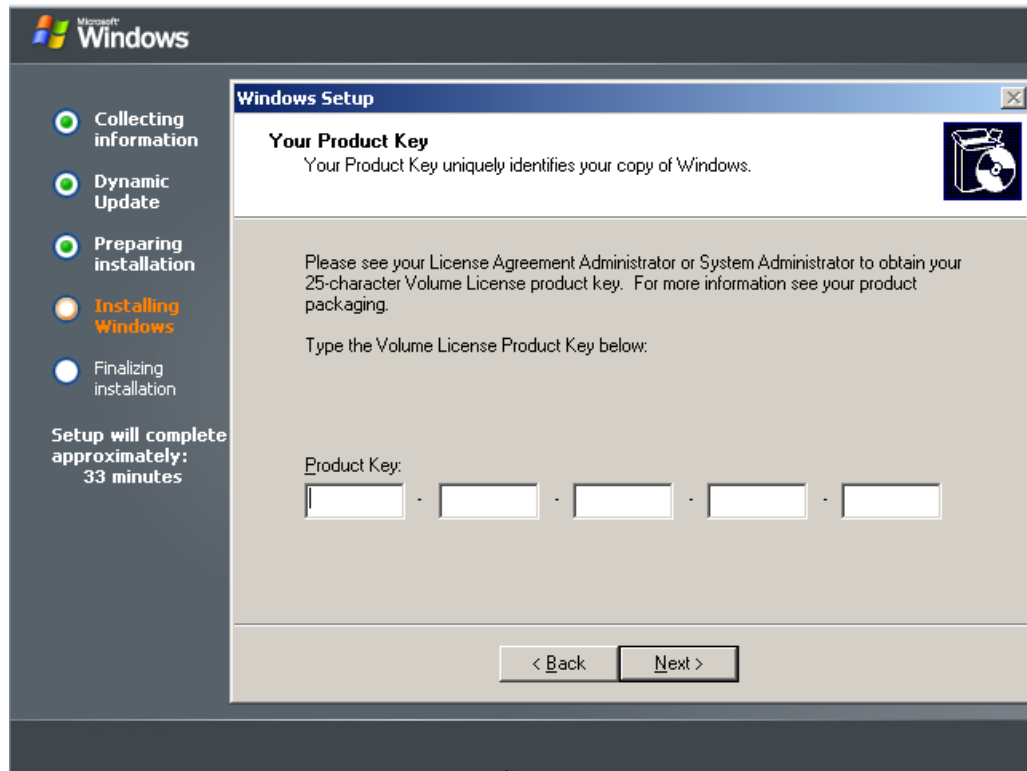 Microsoft
Windows
Collecting
information
Dynamic
Update
Preparing
installation
Installing
Windows
Finalizing
installation
Setup will complete
approximately:
33 minutes
Windows Setup
Your Product Key
Your Product Key uniquely identifies your copy of Windows.
Please see your License Agreement Administrator or System Administrator to obtain your
25-character Volume License product key. For more information see your product
packaging.
Type the Volume License Product Key below:
Product Key:
- - - -
< Back Next >